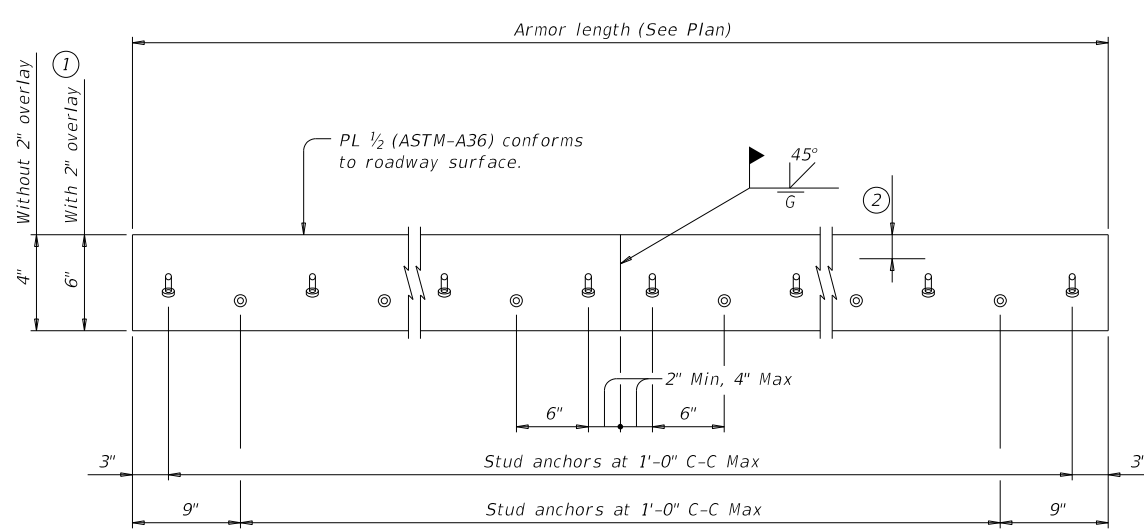 Armor length (See Plan)
Without 2" overlay
1
With 2" overlay
PL ½ (ASTM-A36) conforms
to roadway surface.
45°
G
2
4"
6"
2" Min, 4" Max
6"
6"
3"
Stud anchors at 1'-0" C-C Max
3"
9"
Stud anchors at 1'-0" C-C Max
9"